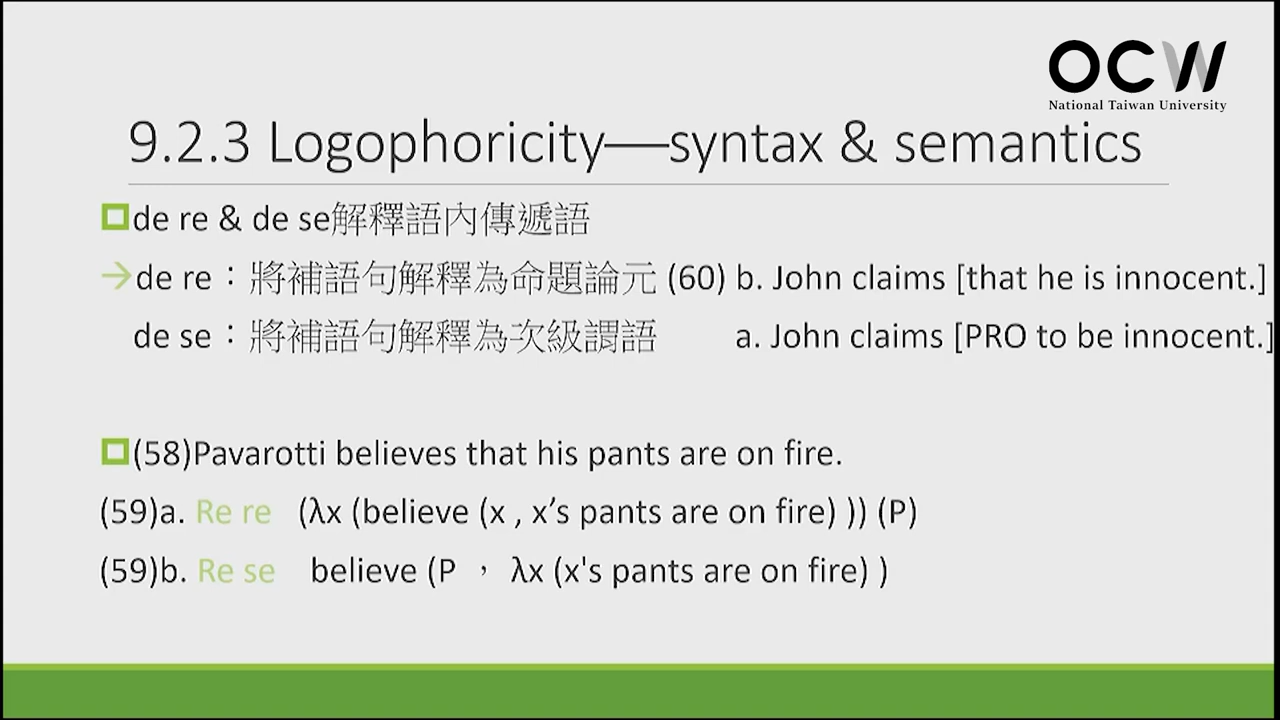 OCW
National Taiwan University
9.2.3 Logophoricity—syntax & semantics
de re & de se解釋語內傳遞語
→de re：將補語句解釋為命題論元 (60) b. John claims [that he is innocent.]
de se：將補語句解釋為次級謂語 a. John claims [PRO to be innocent.]
(58)Pavarotti believes that his pants are on fire.
(59)a. Re re (λx (believe (x , x’s pants are on fire) )) (P)
(59)b. Re se believe (P ， λx (x's pants are on fire) )